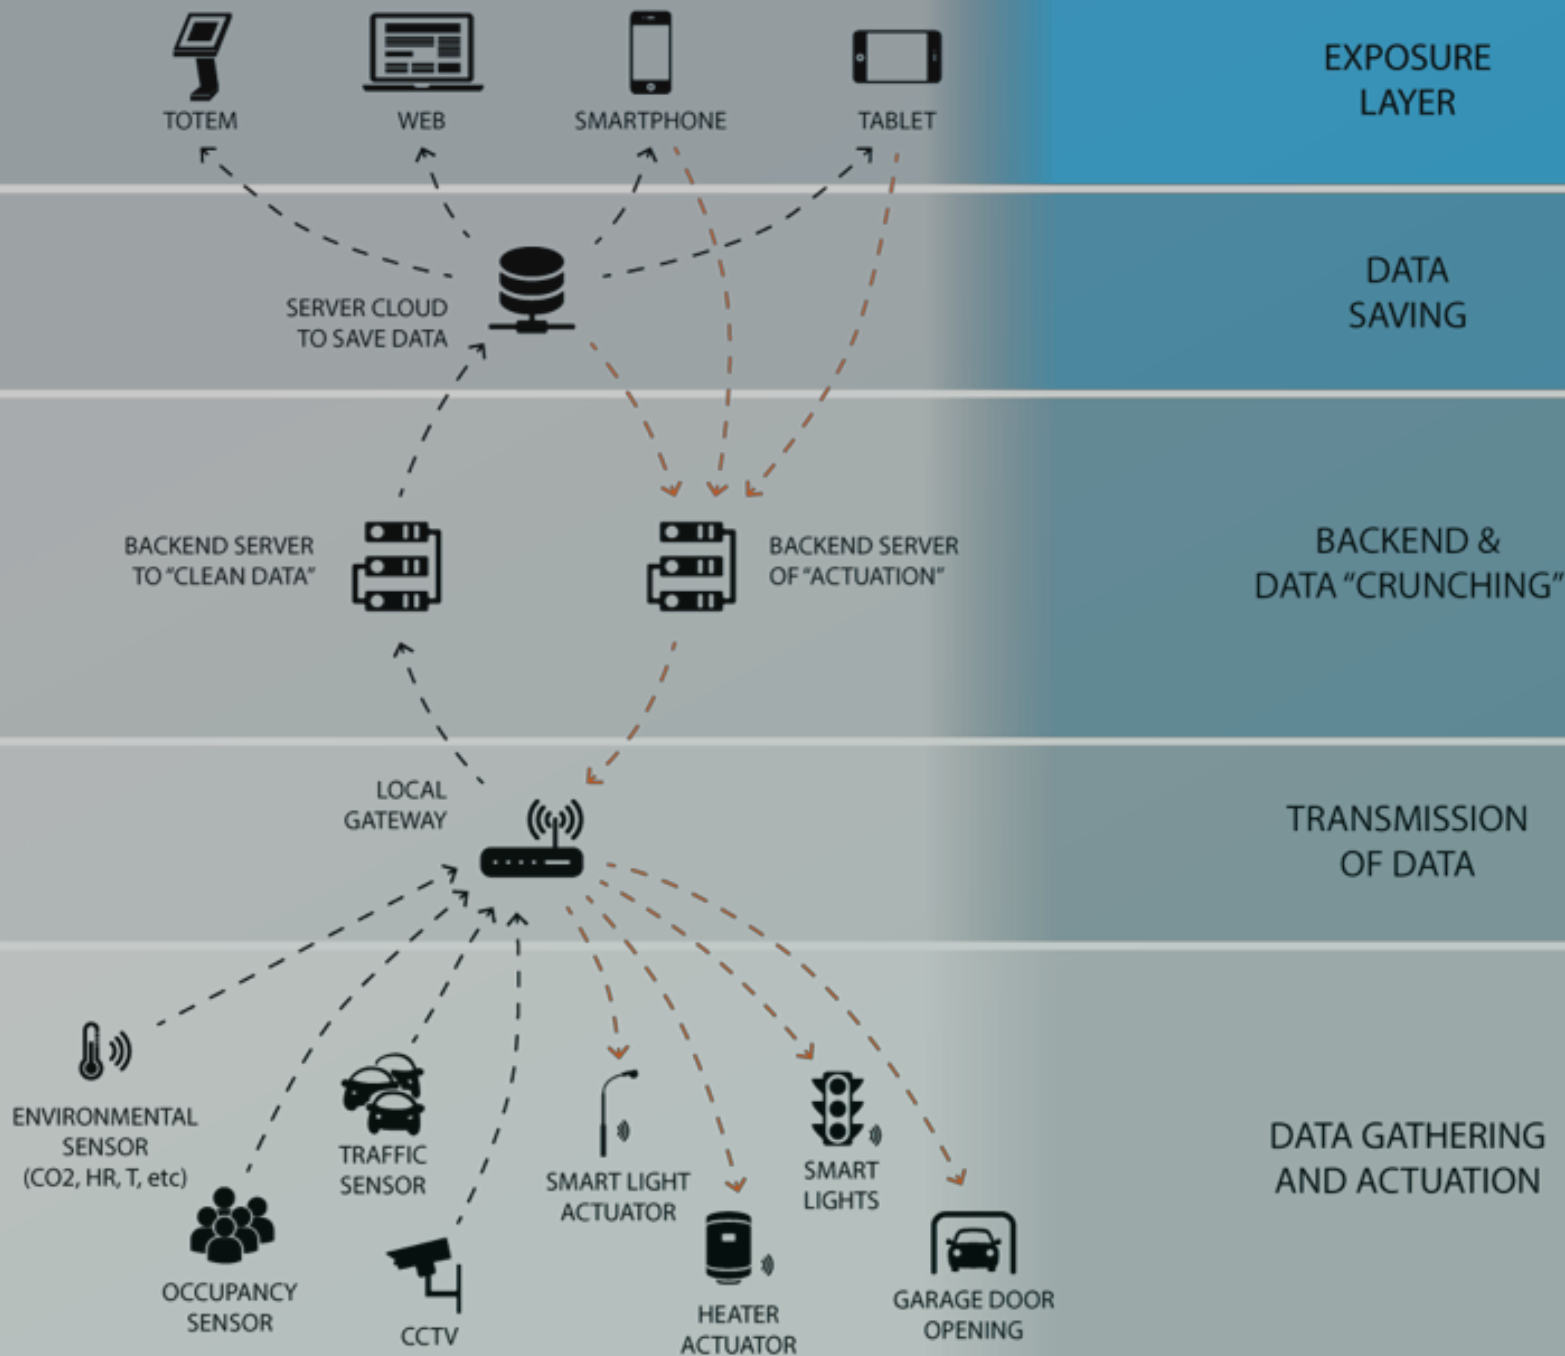 TOTEM
WEB
SMARTPHONE
TABLET
EXPOSURE
LAYER
SERVER CLOUD
TO SAVE DATA
DATA
SAVING
BACKEND SERVER
TO “CLEAN DATA”
BACKEND SERVER
OF “ACTUATION”
BACKEND &
DATA “CRUNCHING”
LOCAL
GATEWAY
TRANSMISSION
OF DATA
ENVIRONMENTAL
SENSOR
(CO2, HR, T, etc)
OCCUPANCY
SENSOR
TRAFFIC
SENSOR
CCTV
SMART LIGHT
ACTUATOR
HEATER
ACTUATOR
SMART
LIGHTS
GARAGE DOOR
OPENING
DATA GATHERING
AND ACTUATION